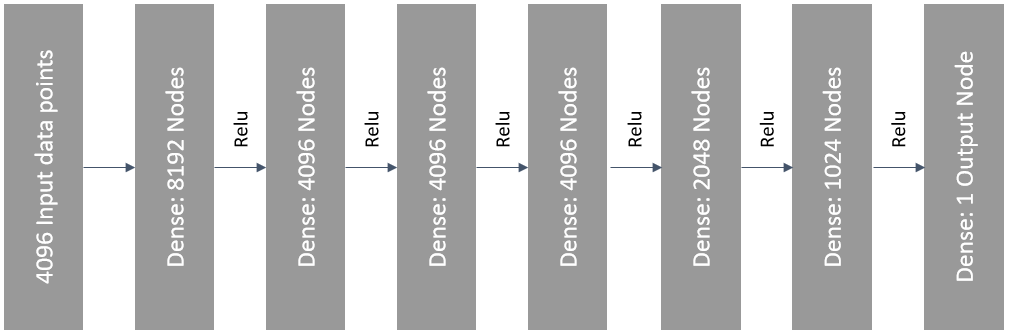 4096 Input data points
Dense: 8192 Nodes
Relu
Dense: 4096 Nodes
Relu
Dense: 4096 Nodes
Relu
Dense: 4096 Nodes
Relu
Dense: 2048 Nodes
Relu
Dense: 1024 Nodes
Relu
Dense: 1 Output Node